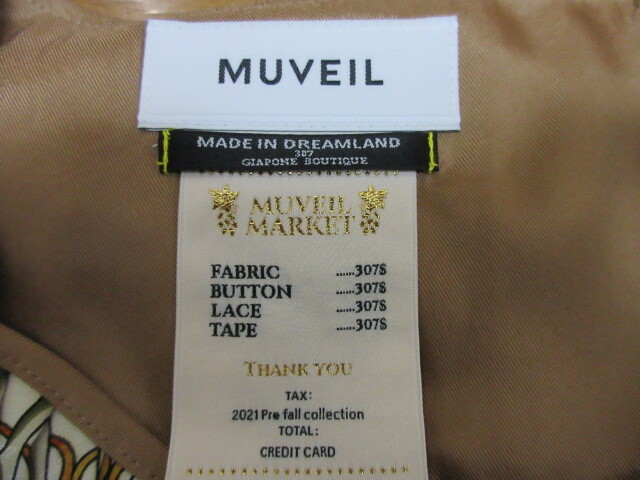 MUVEIL
MADE IN DREAMLAND
307
GIAPONE BOUTIQUE
MUVEIL
MARKET
FABRIC ......307$
BUTTON ......307$
LACE ......307$
TAPE ......307$
THANK YOU
TAX:
2021 Pre fall collection
TOTAL:
CREDIT CARD